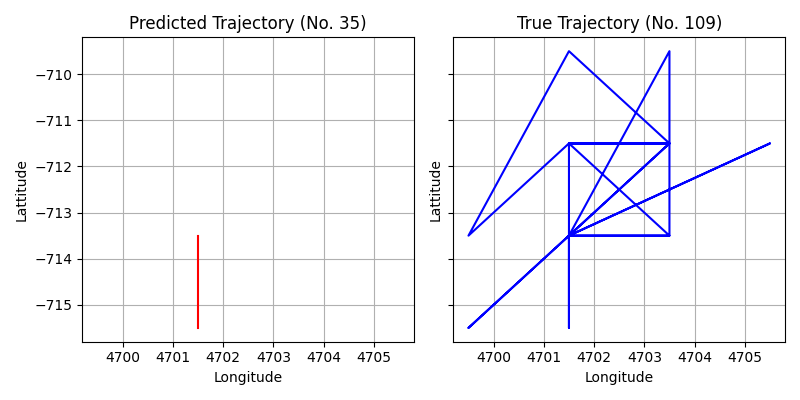 Predicted Trajectory (No. 35)
True Trajectory (No. 109)
Lattitude
−710
−711
−712
−713
−714
−715
4700 4701 4702 4703 4704 4705
Longitude
Lattitude
4700 4701 4702 4703 4704 4705
Longitude